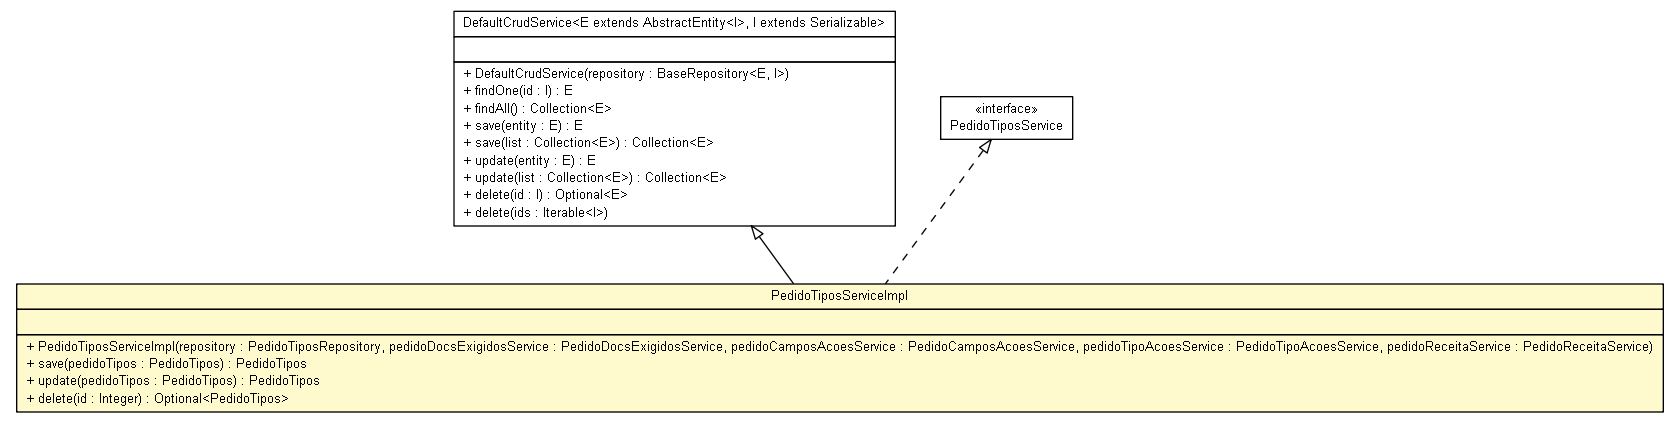 DefaultCrudService<E extends AbstractEntity<I>, I extends Serializable>
+ DefaultCrudService(repository : BaseRepository<E, I>)
+ findOne(id : I) : E
+ findAll() : Collection<E>
+ save(entity : E) : E
+ save(list : Collection<E>) : Collection<E>
+ update(entity : E) : E
+ update(list : Collection<E>) : Collection<E>
+ delete(id : I) : Optional<E>
+ delete(ids : Iterable<I>)
«interface»
PedidoTiposService
PedidoTiposServiceImpl
+ PedidoTiposServiceImpl(repository : PedidoTiposRepository, pedidoDocsExigidosService : PedidoDocsExigidosService, pedidoCamposAcoesService : PedidoCamposAcoesService, pedidoTipoAcoesService : PedidoTipoAcoesService, pedidoReceitaService : PedidoReceitaService)
+ save(pedidoTipos : PedidoTipos) : PedidoTipos
+ update(pedidoTipos : PedidoTipos) : PedidoTipos
+ delete(id : Integer) : Optional<PedidoTipos>